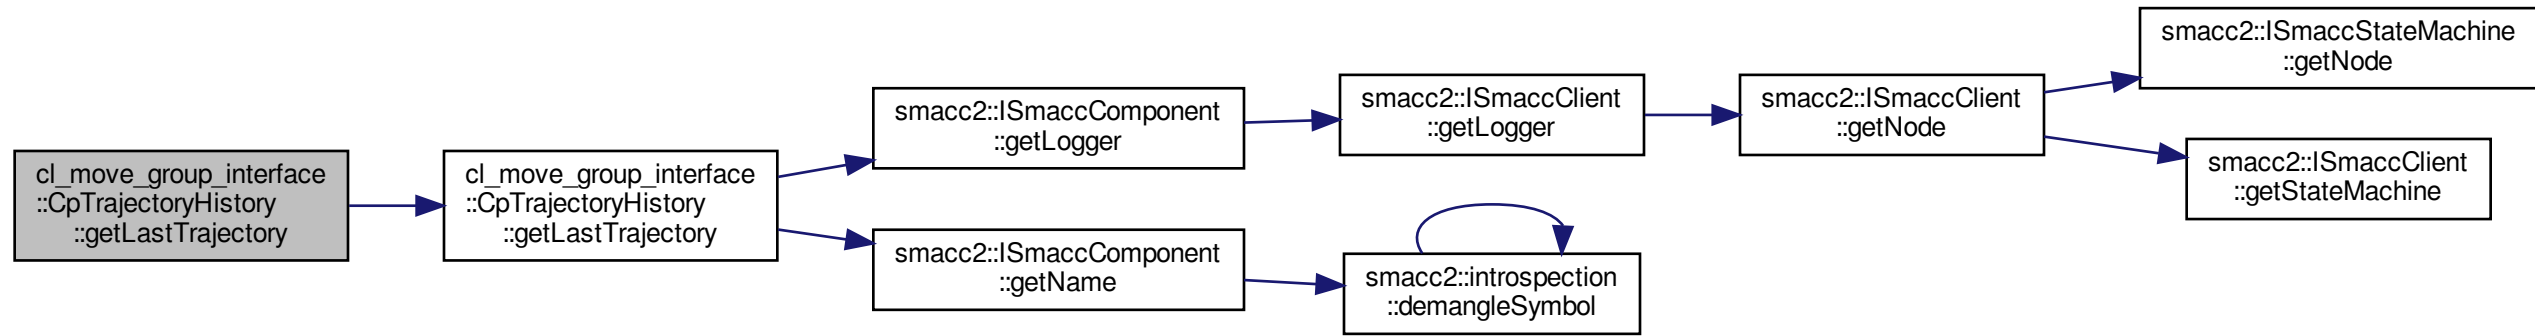 cl_move_group_interface
::CpTrajectoryHistory
::getLastTrajectory
cl_move_group_interface
::CpTrajectoryHistory
::getLastTrajectory
smacc2::ISmaccComponent
::getLogger
smacc2::ISmaccClient
::getLogger
smacc2::ISmaccClient
::getNode
smacc2::ISmaccStateMachine
::getNode
smacc2::ISmaccClient
::getStateMachine
smacc2::ISmaccComponent
::getName
smacc2::introspection
::demangleSymbol